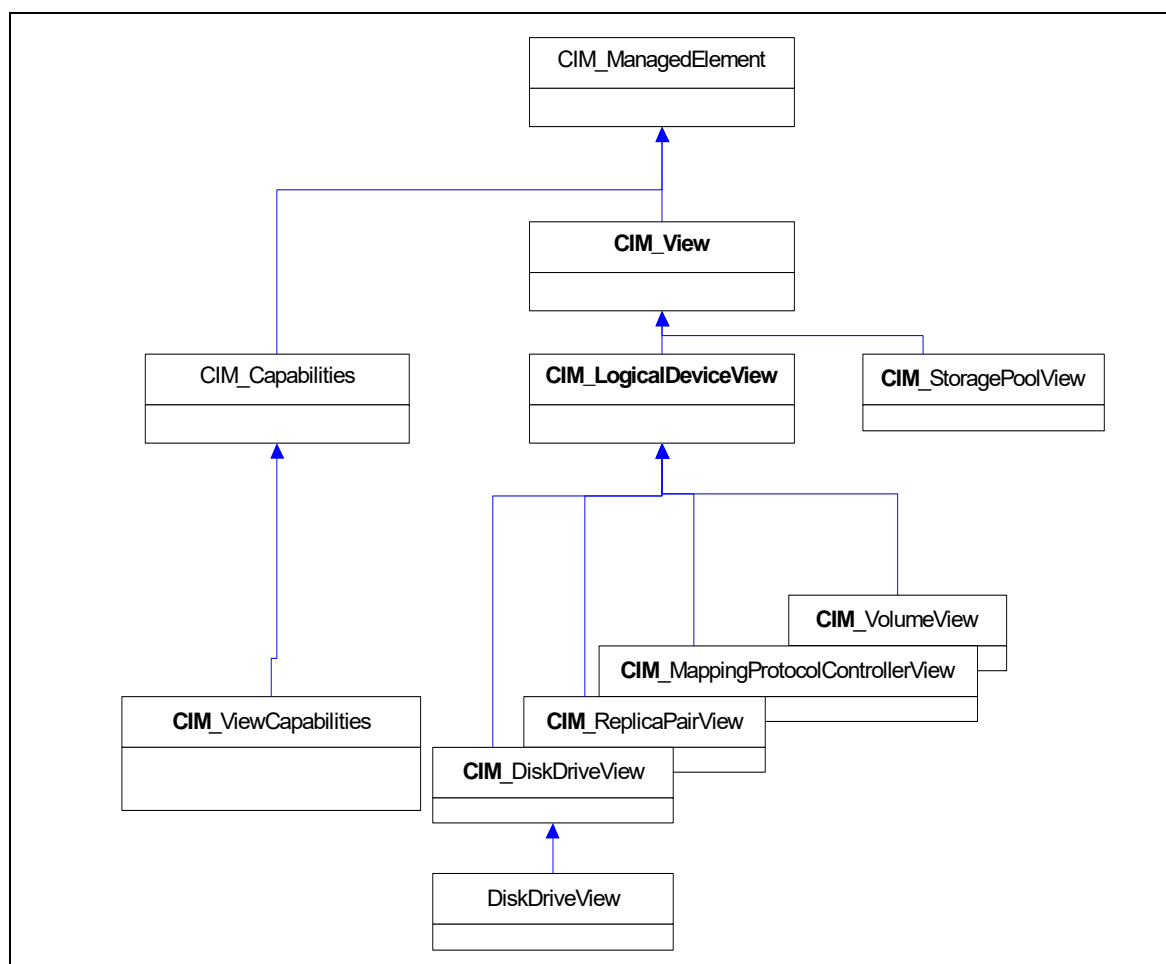 CIM_ManagedElement
CIM_View
CIM_Capabilities
CIM_LogicalDeviceView
CIM_StoragePoolView
CIM_VolumeView
CIM_MappingProtocolControllerView
CIM_ViewCapabilities
CIM_ReplicaPairView
CIM_DiskDriveView
DiskDriveView